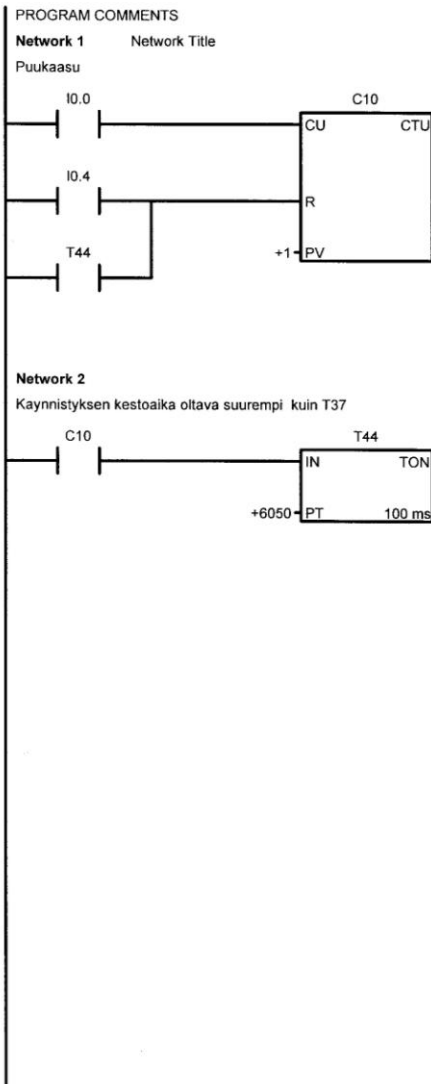 PROGRAM COMMENTS
Network 1 Network Title
Puukaasu
I0.0 C10
CU CTU
I0.4
R
T44
+1 PV
Network 2
Kaynnistyksen kestoaika oltava suurempi kuin T37
C10 T44
IN TON
+6050 PT 100 ms